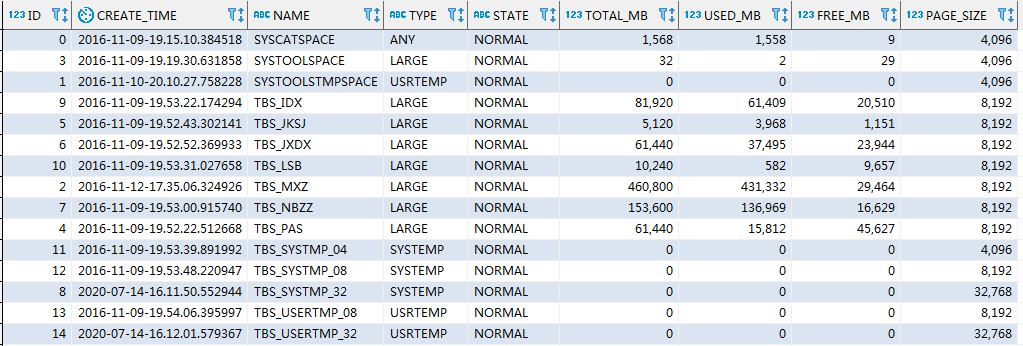 123 ID CREATE_TIME ABC NAME ABC TYPE ABC STATE 123 TOTAL_MB 123 USED_MB 123 FREE_MB 123 PAGE_SIZE
0 2016-11-09-19.15.10.384518 SYSCATSPACE ANY NORMAL 1,568 1,558 9 4,096
3 2016-11-09-19.19.30.631858 SYSTOOLSPACE LARGE NORMAL 32 2 29 4,096
1 2016-11-10-20.10.27.758228 SYSTOOLSTMPSPACE USRTEMP NORMAL 0 0 0 4,096
9 2016-11-09-19.53.22.174294 TBS_IDX LARGE NORMAL 81,920 61,409 20,510 8,192
5 2016-11-09-19.52.43.302141 TBS_JKSJ LARGE NORMAL 5,120 3,968 1,151 8,192
6 2016-11-09-19.52.52.369933 TBS_JXDX LARGE NORMAL 61,440 37,495 23,944 8,192
10 2016-11-09-19.53.31.027658 TBS_LSB LARGE NORMAL 10,240 582 9,657 8,192
2 2016-11-12-17.35.06.324926 TBS_MXZ LARGE NORMAL 460,800 431,332 29,464 8,192
7 2016-11-09-19.53.00.915740 TBS_NBZZ LARGE NORMAL 153,600 136,969 16,629 8,192
4 2016-11-09-19.52.22.512668 TBS_PAS LARGE NORMAL 61,440 15,812 45,627 8,192
11 2016-11-09-19.53.39.891992 TBS_SYSTMP_04 SYSTEMP NORMAL 0 0 0 4,096
12 2016-11-09-19.53.48.220947 TBS_SYSTMP_08 SYSTEMP NORMAL 0 0 0 8,192
8 2020-07-14-16.11.50.552944 TBS_SYSTMP_32 SYSTEMP NORMAL 0 0 0 32,768
13 2016-11-09-19.54.06.395997 TBS_USERTMP_08 USRTEMP NORMAL 0 0 0 8,192
14 2020-07-14-16.12.01.579367 TBS_USERTMP_32 USRTEMP NORMAL 0 0 0 32,768